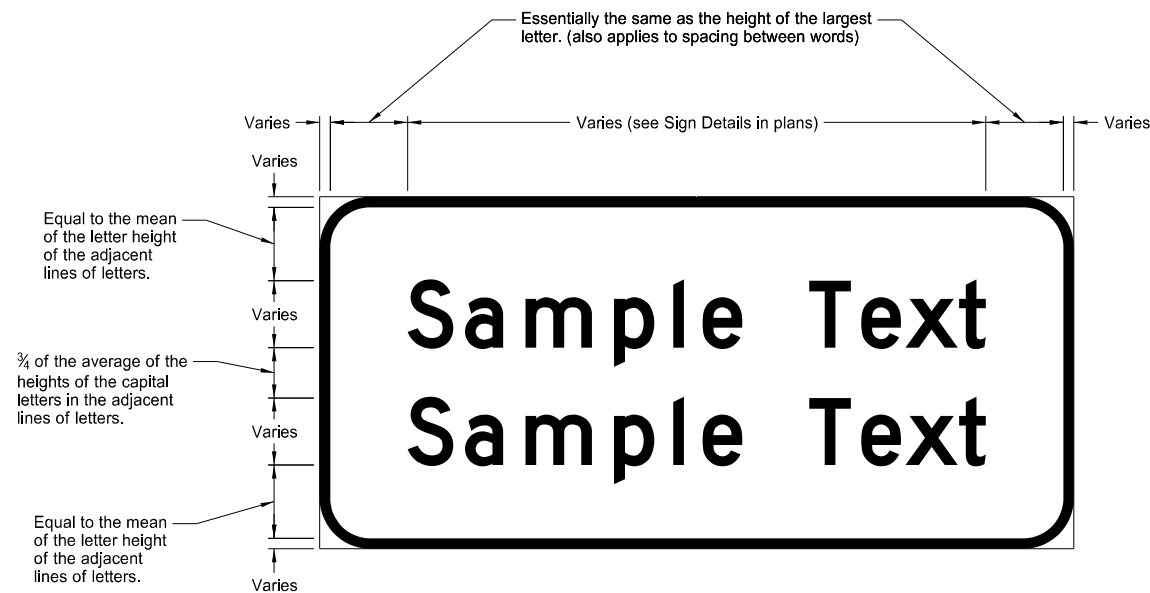 Essentially the same as the height of the largest
letter. (also applies to spacing between words)
Varies
Varies (see Sign Details in plans)
Varies
Varies
Equal to the mean
of the letter height
of the adjacent
lines of letters.
Varies
Sample Text
¾ of the average of the
heights of the capital
letters in the adjacent
lines of letters.
Varies
Sample Text
Equal to the mean
of the letter height
of the adjacent
lines of letters.
Varies